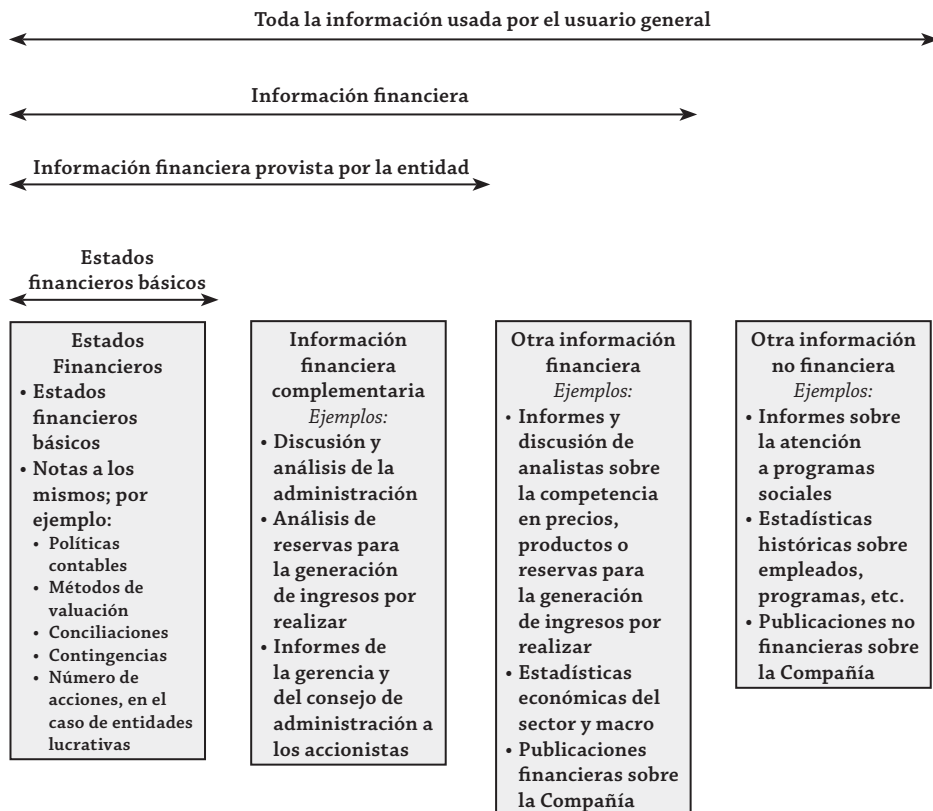 Toda la información usada por el usuario general
Información financiera
Información financiera provista por la entidad
Estados
financieros básicos
Estados
Financieros
• Estados
financieros
básicos
• Notas a los
mismos; por
ejemplo:
• Políticas
contables
• Métodos de
valuación
• Conciliaciones
• Contingencias
• Número de
acciones, en el
caso de entidades
lucrativas
Información
financiera
complementaria
Ejemplos:
• Discusión y
análisis de la
administración
• Análisis de
reservas para
la generación
de ingresos por
realizar
• Informes de
la gerencia y
del consejo de
administración a
los accionistas
Otra información
financiera
Ejemplos:
• Informes y
discusión de
analistas sobre
la competencia
en precios,
productos o
reservas para
la generación
de ingresos por
realizar
• Estadísticas
económicas del
sector y macro
• Publicaciones
financieras sobre
la Compañía
Otra información
no financiera
Ejemplos:
• Informes sobre
la atención
a programas
sociales
• Estadísticas
históricas sobre
empleados,
programas, etc.
• Publicaciones no
financieras sobre
la Compañía